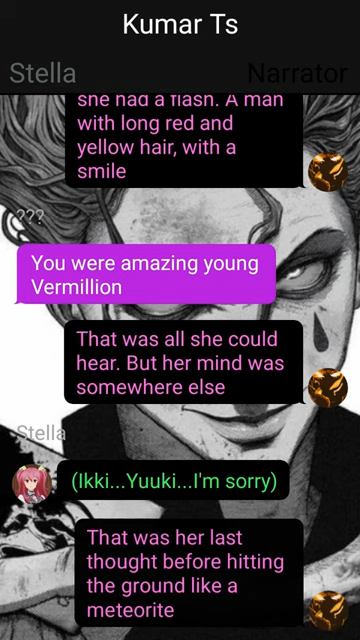 Kumar Ts
Stella
Narrator
she had a flash. A man
with long red and
yellow hair, with a
smile
???
You were amazing young
Vermillion
That was all she could
hear. But her mind was
somewhere else
Stella
(Ikki...Yuuki...I'm sorry)
That was her last
thought before hitting
the ground like a
meteorite